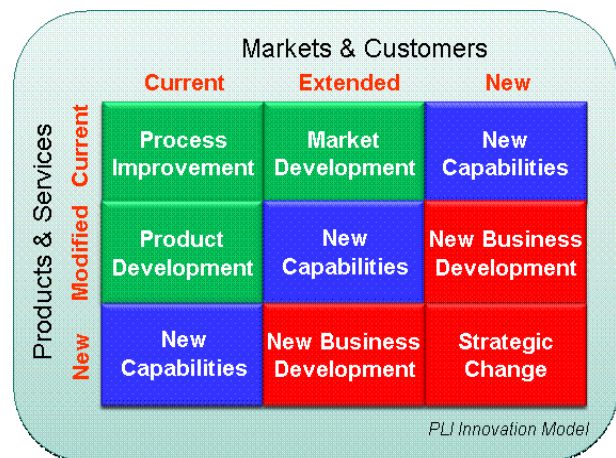 Markets & Customers
Current Extended New
Products & Services
Current
Process Improvement
Market Development
New Capabilities
Modified
Product Development
New Capabilities
New Business Development
New
New Capabilities
New Business Development
Strategic Change
PLI Innovation Model